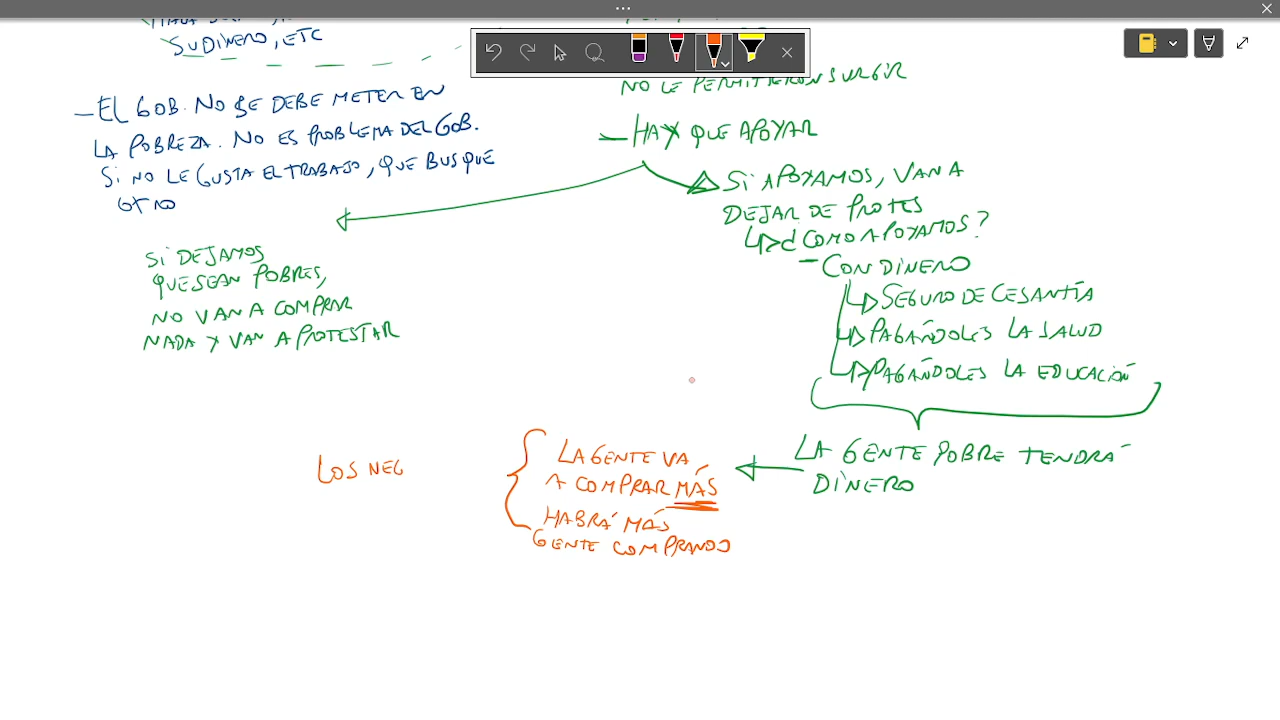 SU DINERO, ETC
- EL GOB. NO SE DEBE METER EN
LA POBREZA. NO ES PROBLEMA DEL GOB.
SI NO LE GUSTA EL TRABAJO, QUE BUSQUE
OTRO
NO LE PERMITIERON SURGIR
- HAY QUE APOYAR
SI APOYAMOS, VAN A
DEJAR DE PROTES
¿COMO APOYAMOS?
- CON DINERO
SEGURO DE CESANTÍA
PAGÁNDOLES LA SALUD
PAGÁNDOLES LA EDUCACIÓN
SI DEJAMOS
QUE SEAN POBRES,
NO VAN A COMPRAR
NADA Y VAN A PROTESTAR
LA GENTE POBRE TENDRÁ
DINERO
LA GENTE VA
A COMPRAR MÁS
HABRÁ MÁS
GENTE COMPRANDO
LOS NEG